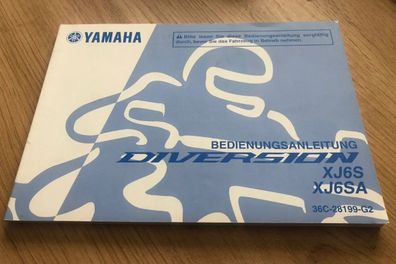 YAMAHA
⚠ Bitte lesen Sie diese Bedienungsanleitung sorgfältig
durch, bevor Sie das Fahrzeug in Betrieb nehmen.
BEDIENUNGSANLEITUNG
DIVERSION
XJ6S
XJ6SA
36C-28199-G2